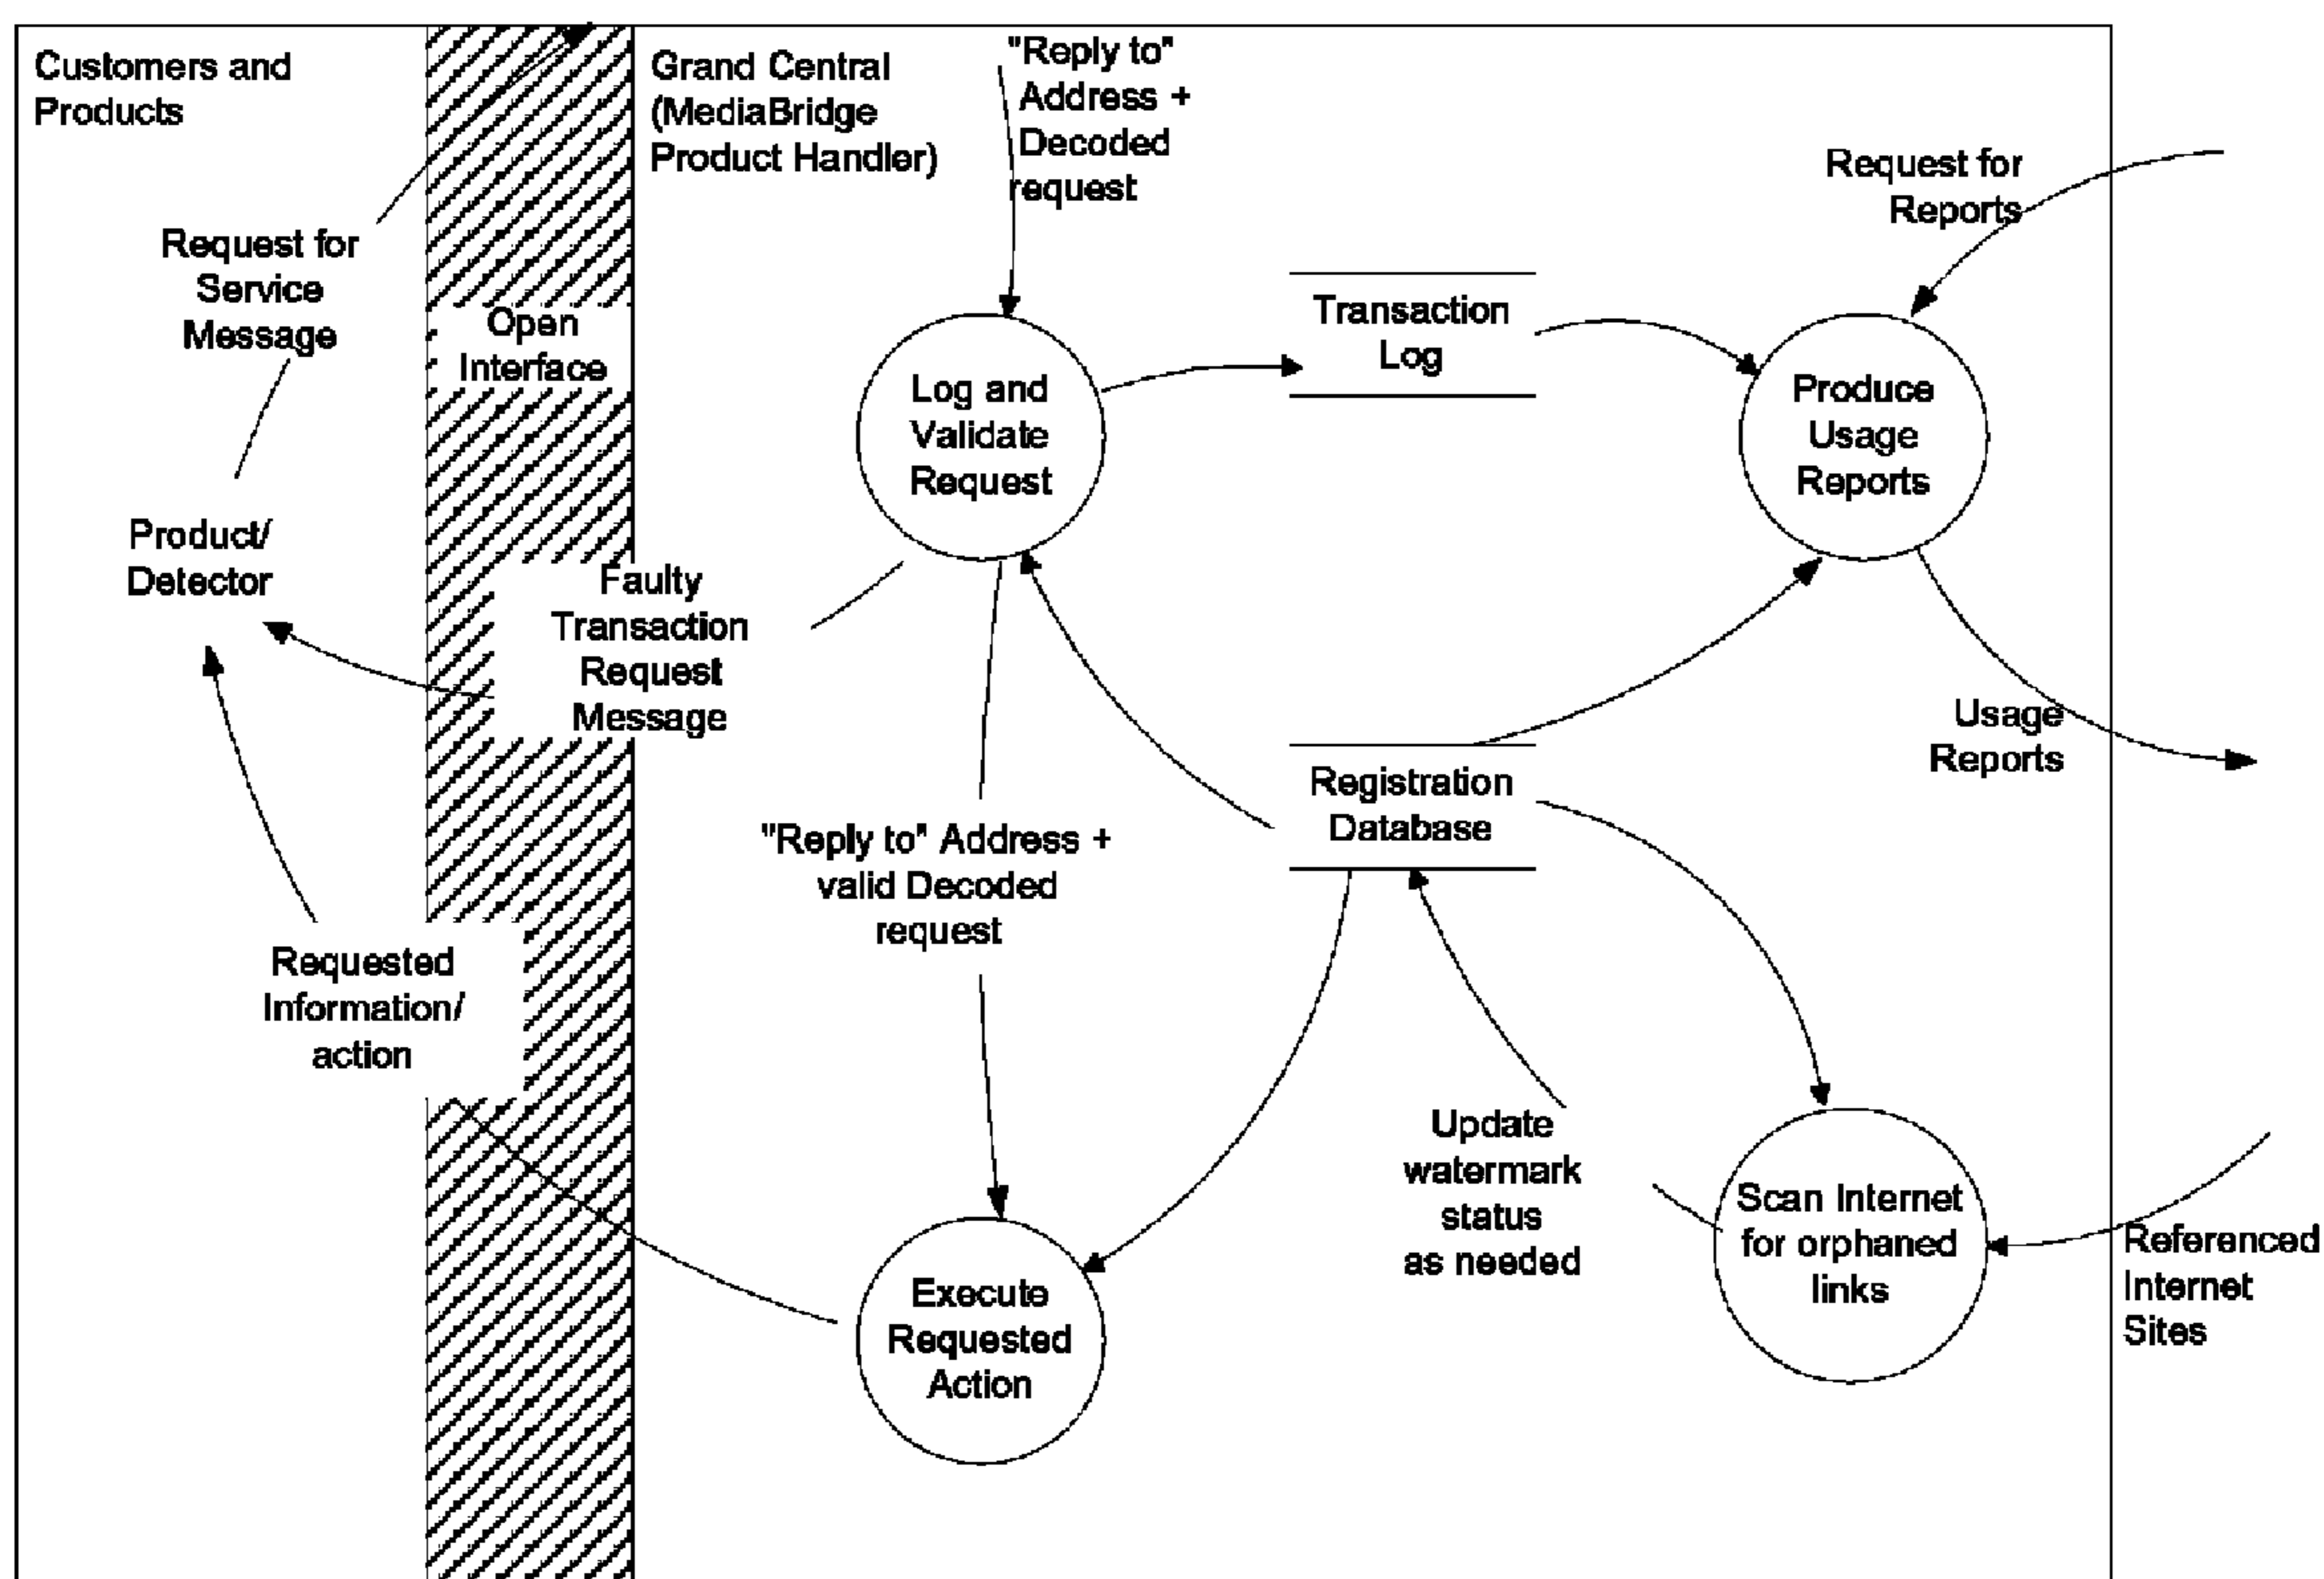 Customers and
Products
Grand Central
(MediaBridge
Product Handler)
"Reply to"
Address +
Decoded
request
Request for
Reports
Request for
Service
Message
Open
Interface
Transaction
Log
Log and
Validate
Request
Produce
Usage
Reports
Product/
Detector
Faulty
Transaction
Request
Message
Usage
Reports
Registration
Database
"Reply to" Address +
valid Decoded
request
Requested
Information/
action
Update
watermark
status
as needed
Scan Internet
for orphaned
links
Referenced
Internet
Sites
Execute
Requested
Action